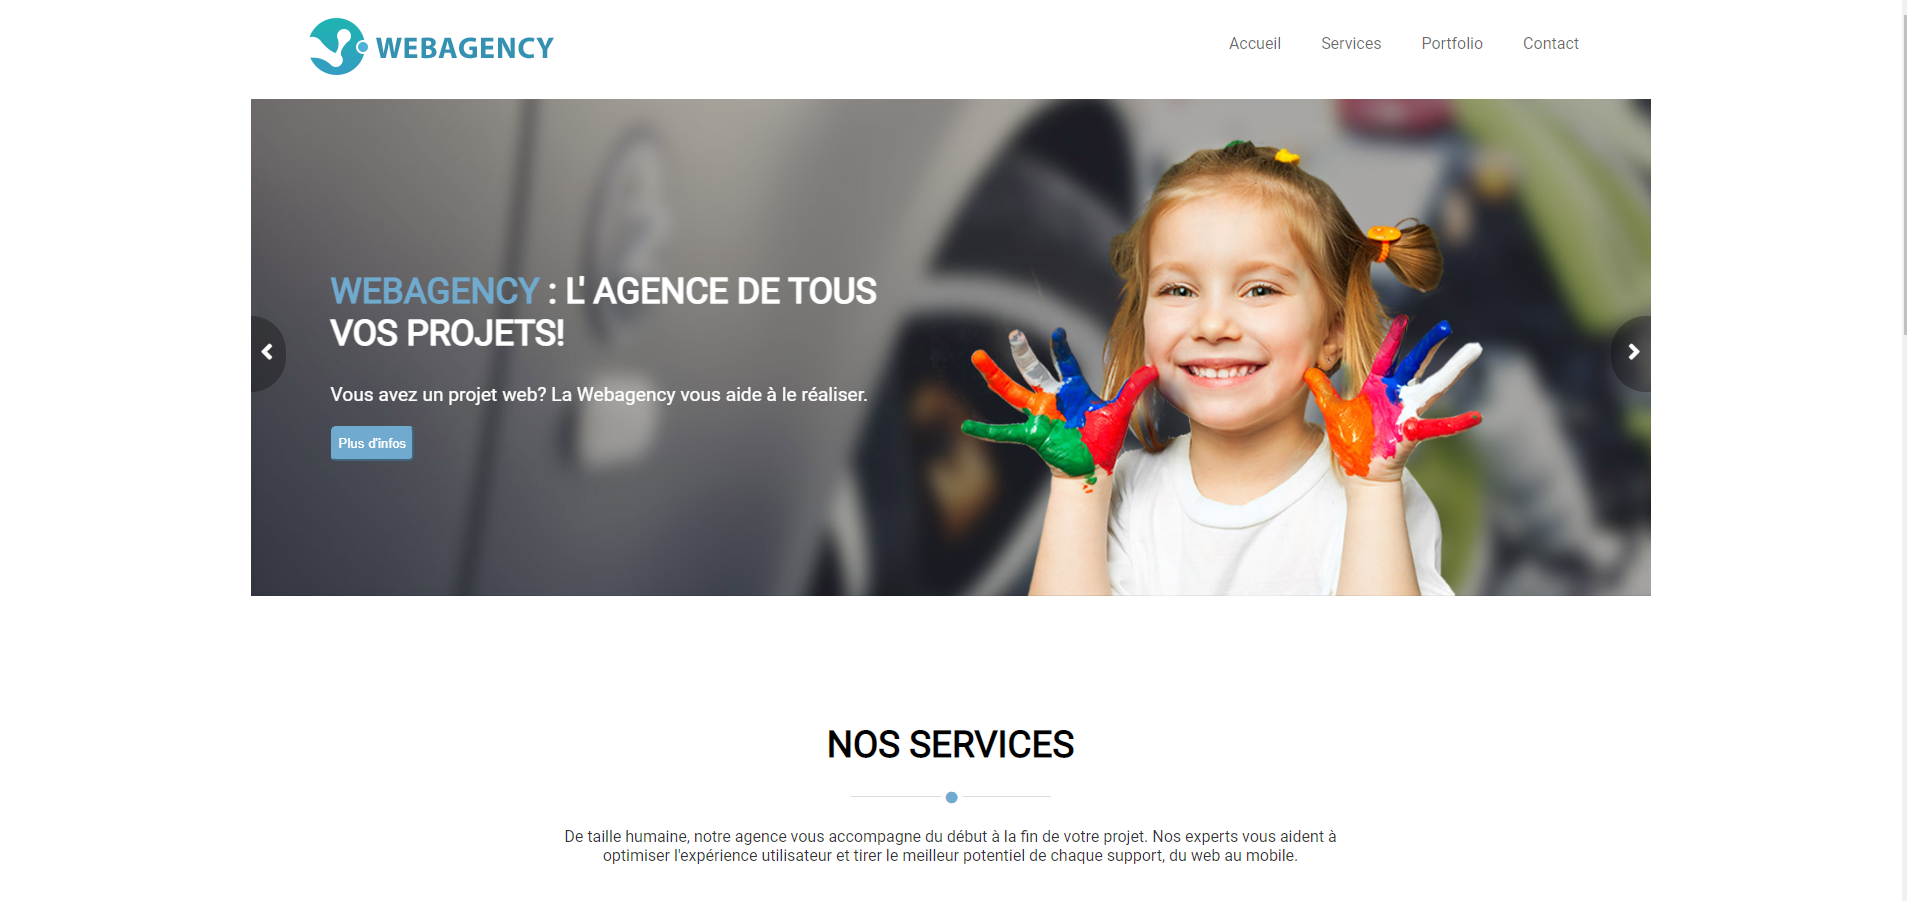 WEBAGENCY
Accueil Services Portfolio Contact
WEBAGENCY : L' AGENCE DE TOUS
VOS PROJETS!
Vous avez un projet web? La Webagency vous aide à le réaliser.
Plus d'infos
NOS SERVICES
De taille humaine, notre agence vous accompagne du début à la fin de votre projet. Nos experts vous aident à
optimiser l'expérience utilisateur et tirer le meilleur potentiel de chaque support, du web au mobile.